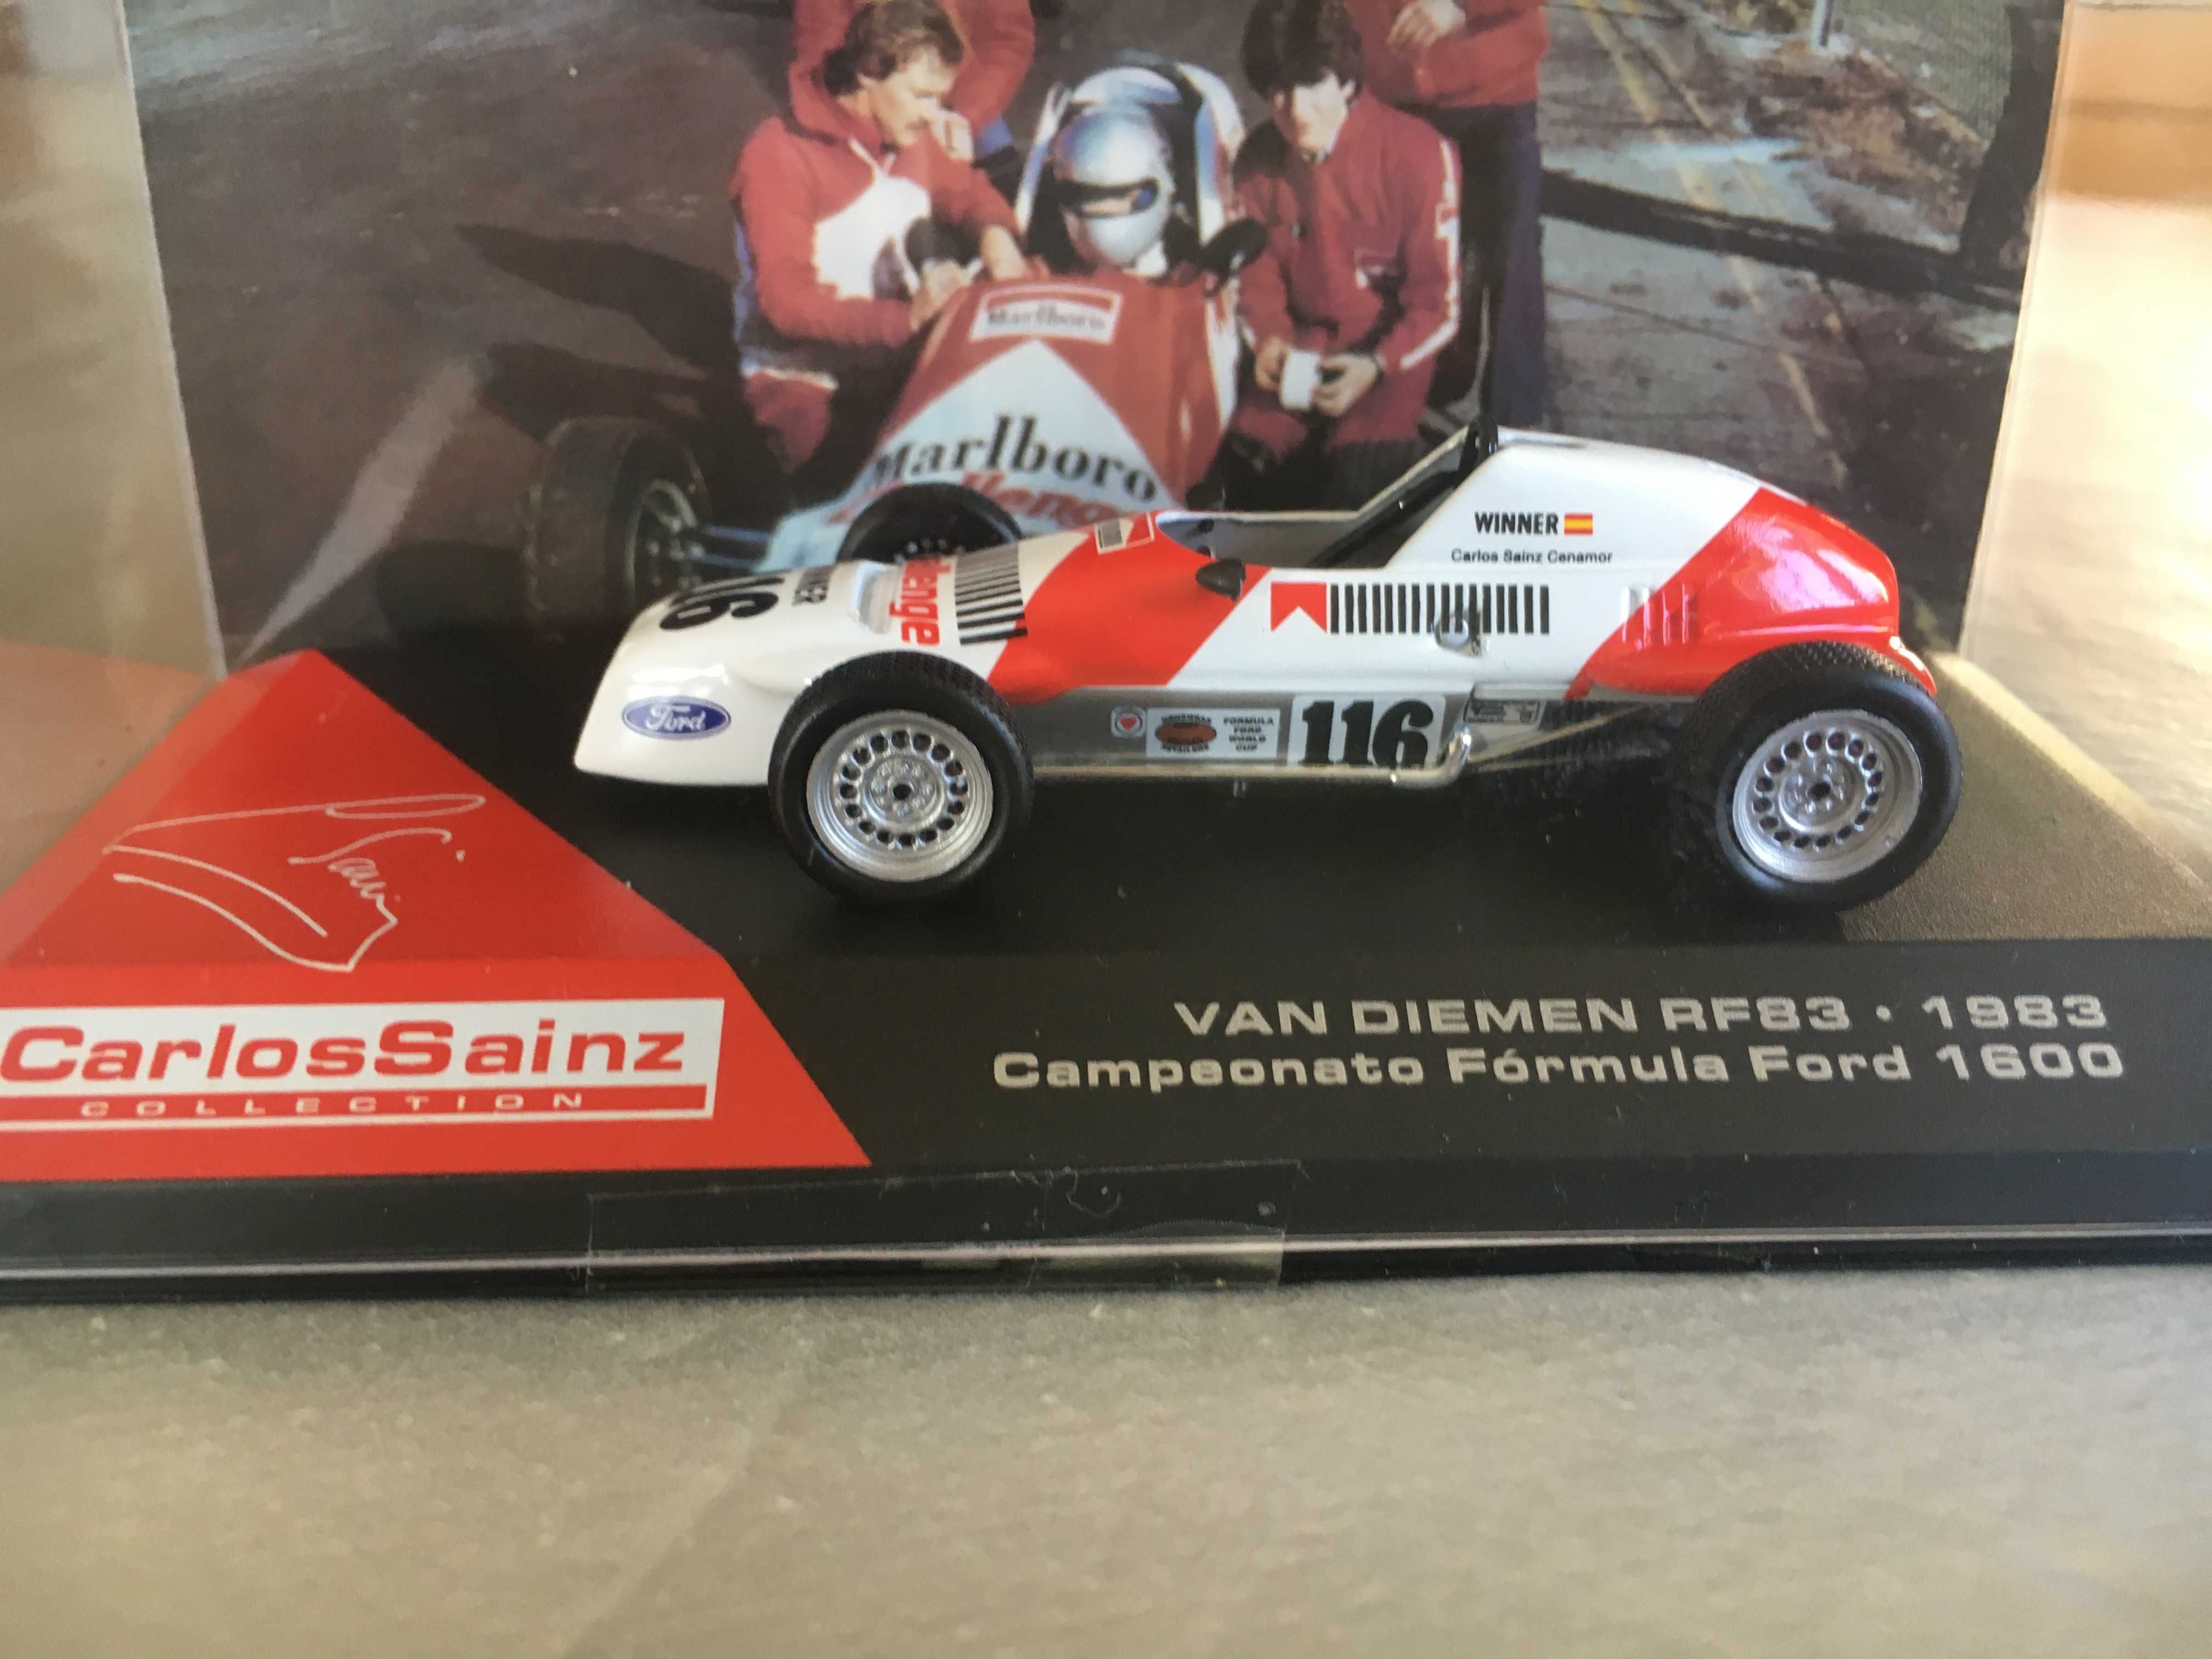 Marlboro
Marlboro
WINNER
Carlos Sainz Cenamor
Ford
FORMULA
FORD
WORLD
CUP
116
Sainz
CarlosSainz
COLLECTION
VAN DIEMEN RF83 • 1983
Campeonato Fórmula Ford 1600